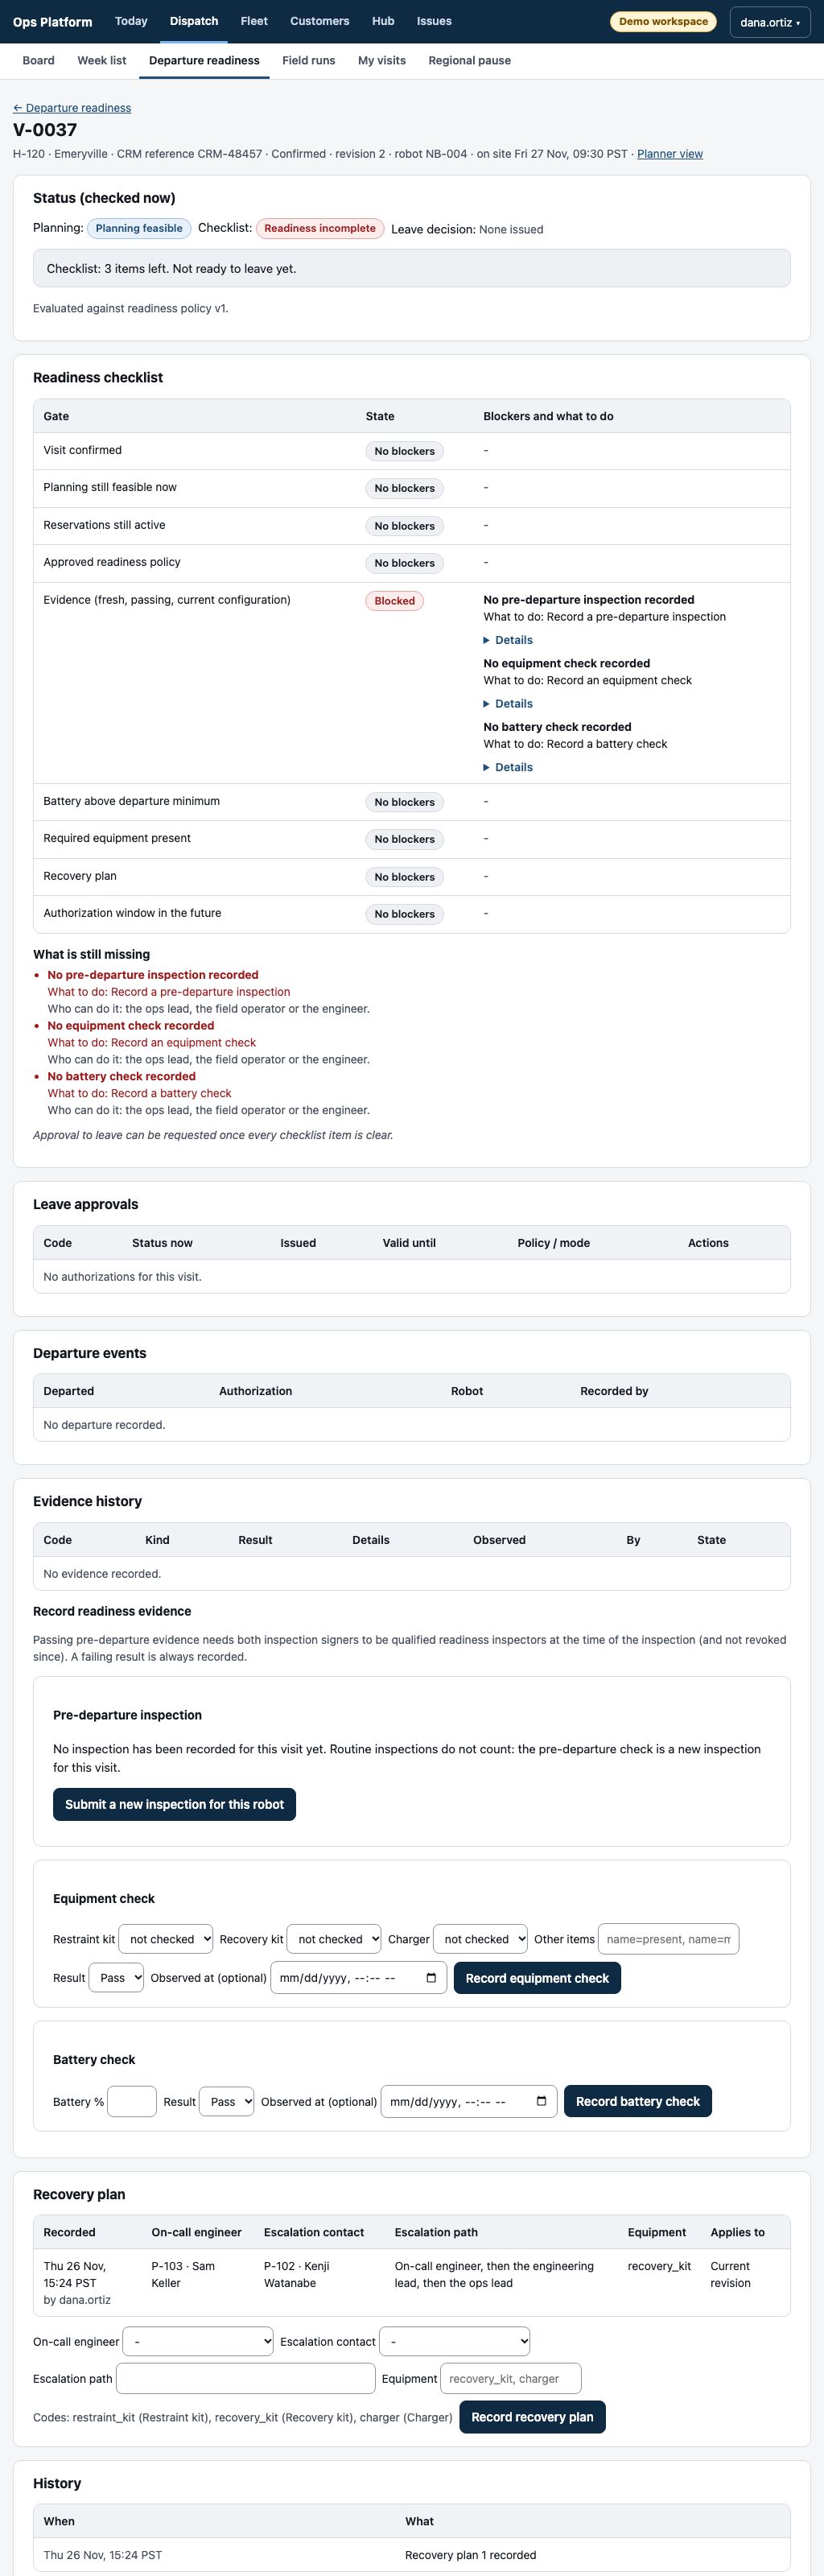 Ops Platform Today Dispatch Fleet Customers Hub Issues Demo workspace dana.ortiz ▾
Board Week list Departure readiness Field runs My visits Regional pause
← Departure readiness
V-0037
H-120 · Emeryville · CRM reference CRM-48457 · Confirmed · revision 2 · robot NB-004 · on site Fri 27 Nov, 09:30 PST · Planner view
Status (checked now)
Planning: Planning feasible Checklist: Readiness incomplete Leave decision: None issued
Checklist: 3 items left. Not ready to leave yet.
Evaluated against readiness policy v1.
Readiness checklist
Gate State Blockers and what to do
Visit confirmed No blockers -
Planning still feasible now No blockers -
Reservations still active No blockers -
Approved readiness policy No blockers -
Evidence (fresh, passing, current configuration) Blocked No pre-departure inspection recorded
What to do: Record a pre-departure inspection
▶ Details
No equipment check recorded
What to do: Record an equipment check
▶ Details
No battery check recorded
What to do: Record a battery check
▶ Details
Battery above departure minimum No blockers -
Required equipment present No blockers -
Recovery plan No blockers -
Authorization window in the future No blockers -
What is still missing
• No pre-departure inspection recorded
What to do: Record a pre-departure inspection
Who can do it: the ops lead, the field operator or the engineer.
• No equipment check recorded
What to do: Record an equipment check
Who can do it: the ops lead, the field operator or the engineer.
• No battery check recorded
What to do: Record a battery check
Who can do it: the ops lead, the field operator or the engineer.
Approval to leave can be requested once every checklist item is clear.
Leave approvals
Code Status now Issued Valid until Policy / mode Actions
No authorizations for this visit.
Departure events
Departed Authorization Robot Recorded by
No departure recorded.
Evidence history
Code Kind Result Details Observed By State
No evidence recorded.
Record readiness evidence
Passing pre-departure evidence needs both inspection signers to be qualified readiness inspectors at the time of the inspection (and not revoked
since). A failing result is always recorded.
Pre-departure inspection
No inspection has been recorded for this visit yet. Routine inspections do not count: the pre-departure check is a new inspection
for this visit.
Submit a new inspection for this robot
Equipment check
Restraint kit not checked Recovery kit not checked Charger not checked Other items name=present, name=m
Result Pass Observed at (optional) mm/dd/yyyy, --:-- -- Record equipment check
Battery check
Battery % Result Pass Observed at (optional) mm/dd/yyyy, --:-- -- Record battery check
Recovery plan
Recorded On-call engineer Escalation contact Escalation path Equipment Applies to
Thu 26 Nov, P-103 · Sam P-102 · Kenji On-call engineer, then the engineering recovery_kit Current
15:24 PST Keller Watanabe lead, then the ops lead revision
by dana.ortiz
On-call engineer - Escalation contact -
Escalation path Equipment recovery_kit, charger
Codes: restraint_kit (Restraint kit), recovery_kit (Recovery kit), charger (Charger) Record recovery plan
History
When What
Thu 26 Nov, 15:24 PST Recovery plan 1 recorded